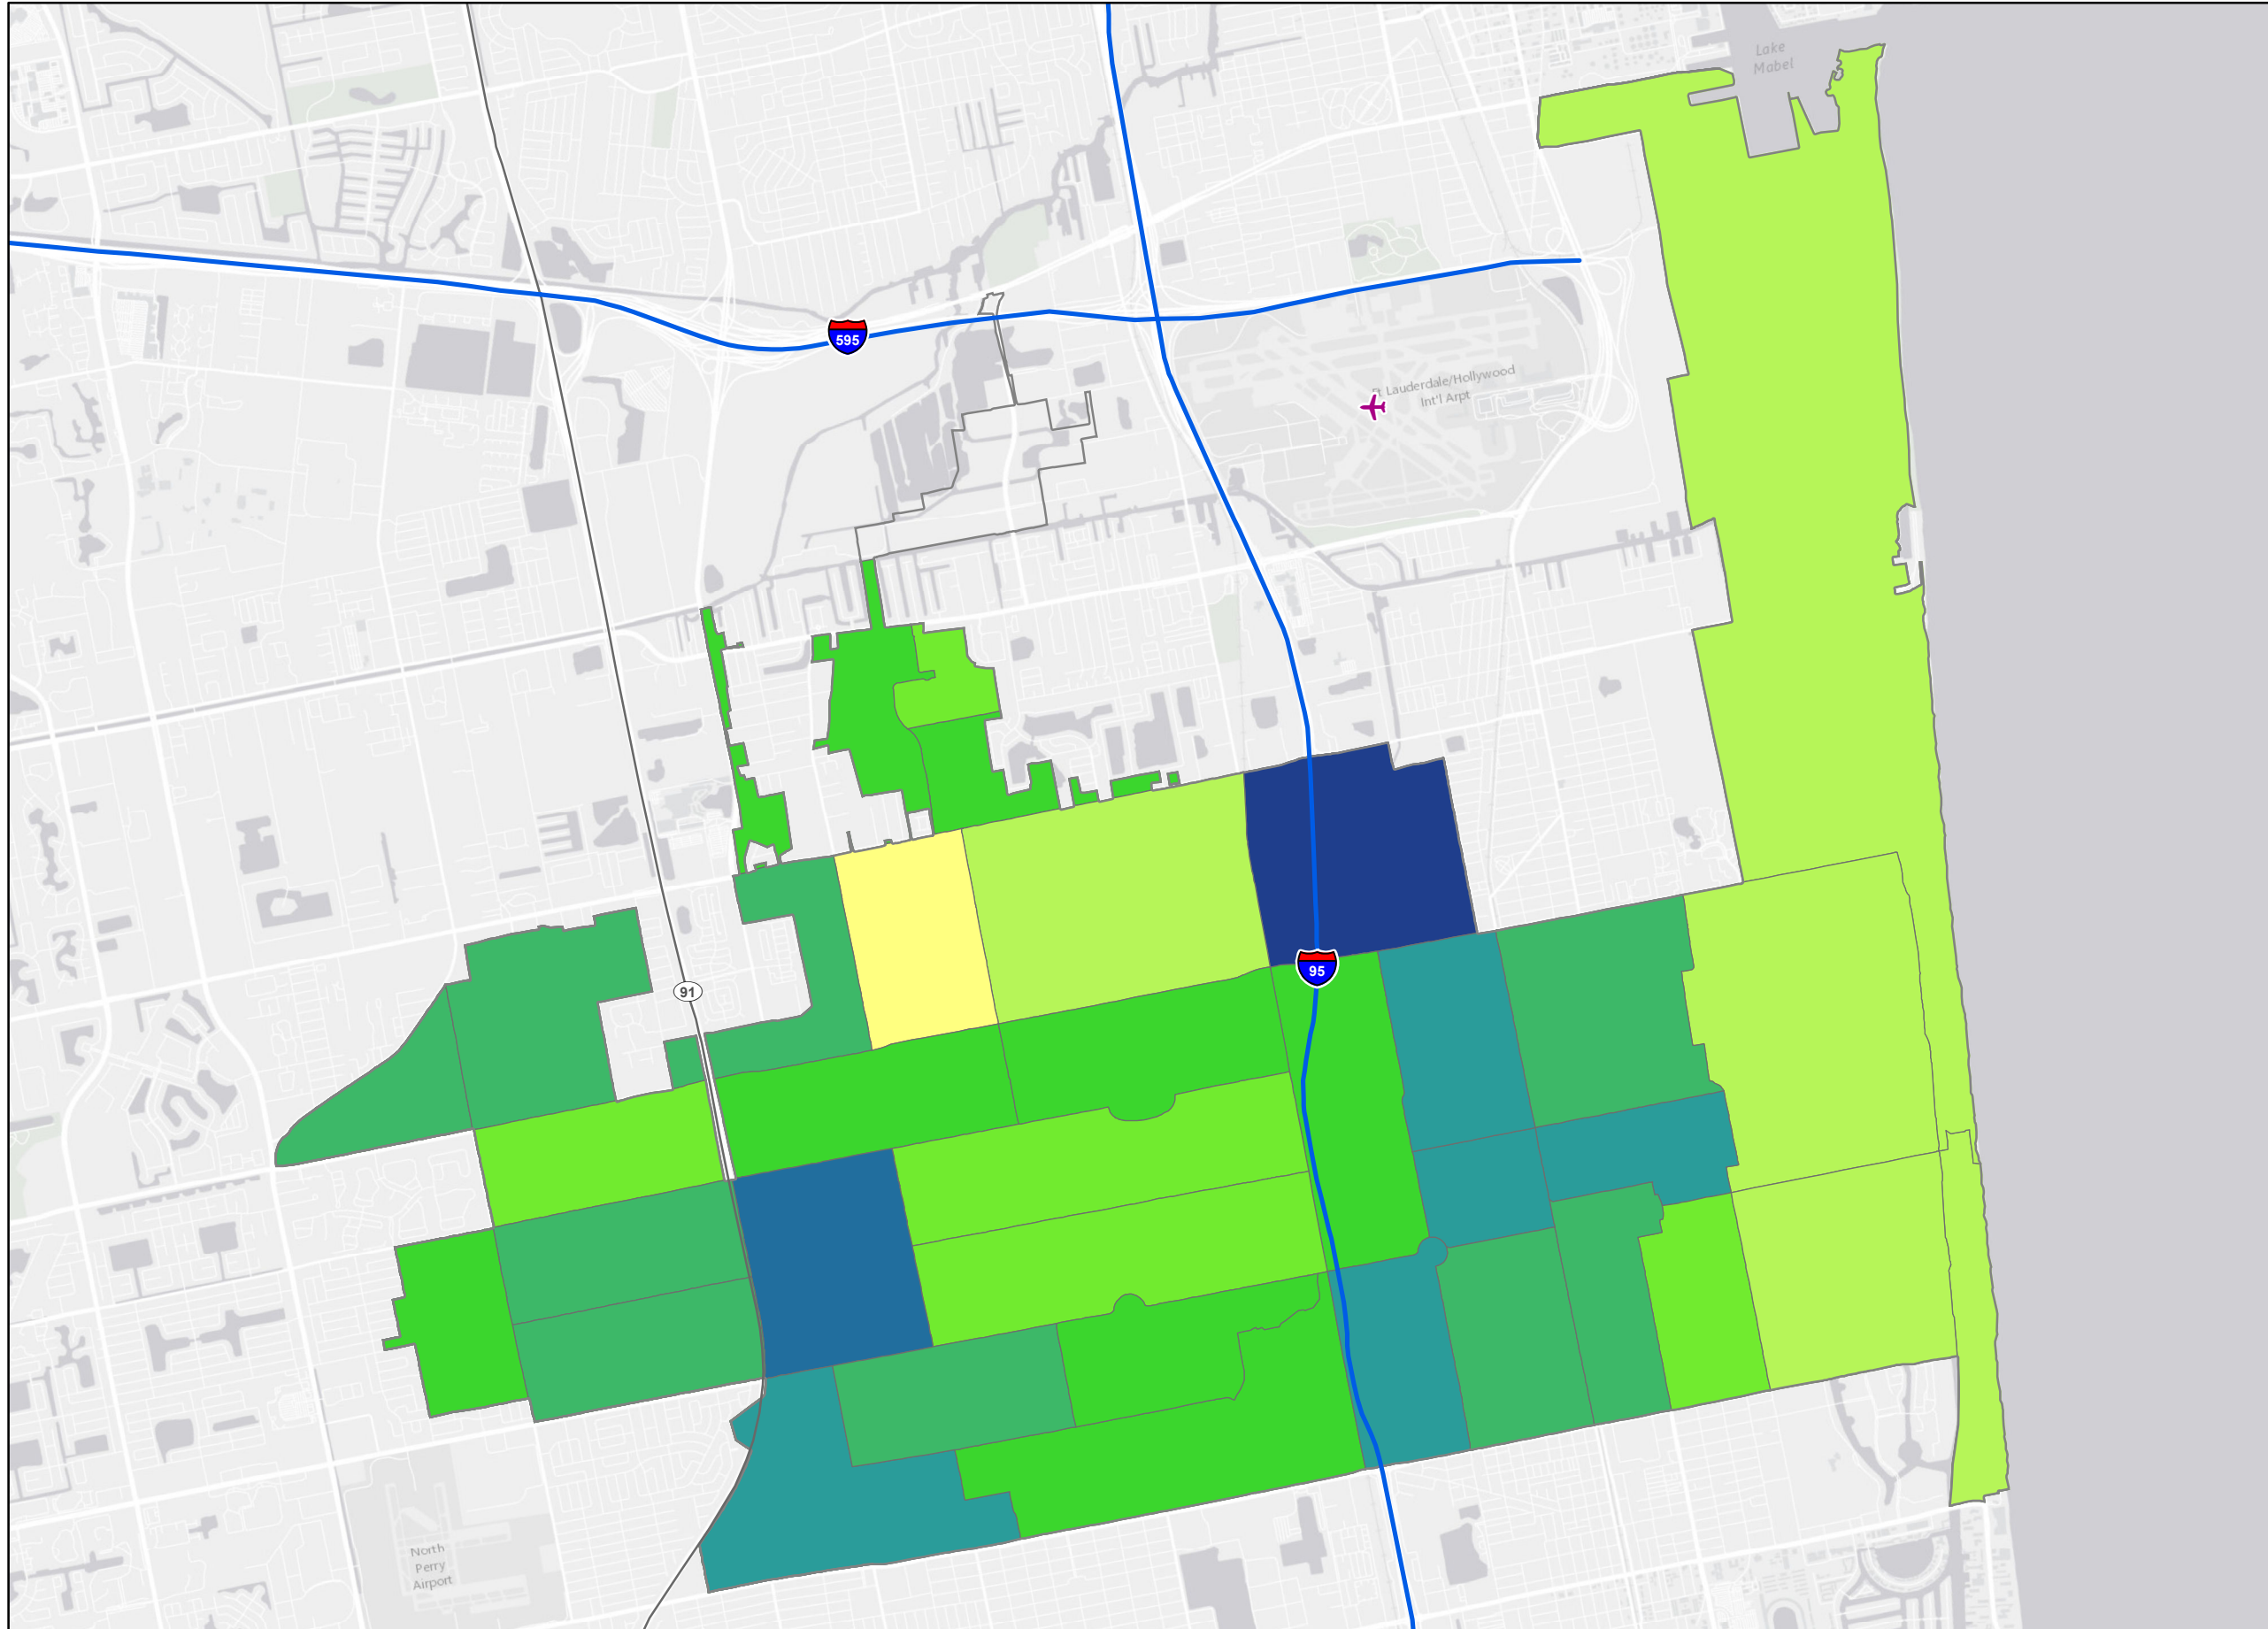 Lake
Mabel
595
Ft Lauderdale/Hollywood
Int'l Arpt
95
91
North
Perry
Airport